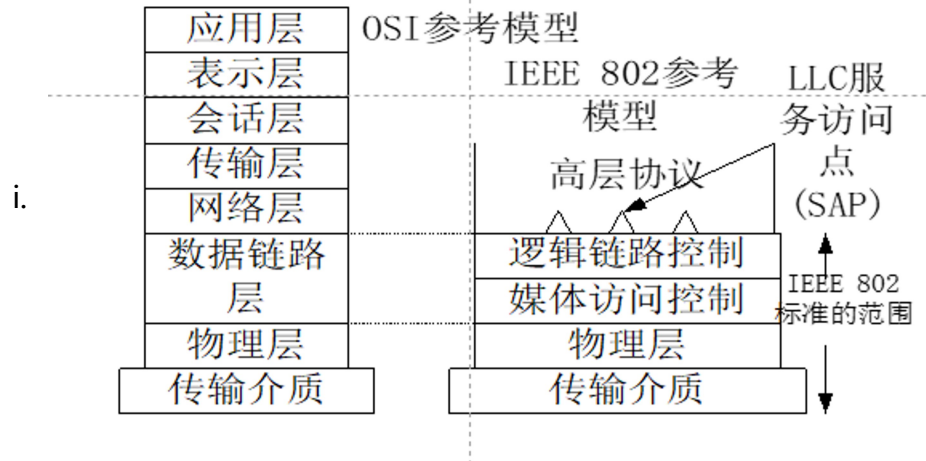 i.
应用层
表示层
会话层
传输层
网络层
数据链路
层
物理层
传输介质
OSI参考模型
IEEE 802参考
模型
高层协议
逻辑链路控制
媒体访问控制
物理层
传输介质
LLC服
务访问
点
(SAP)
IEEE 802
标准的范围